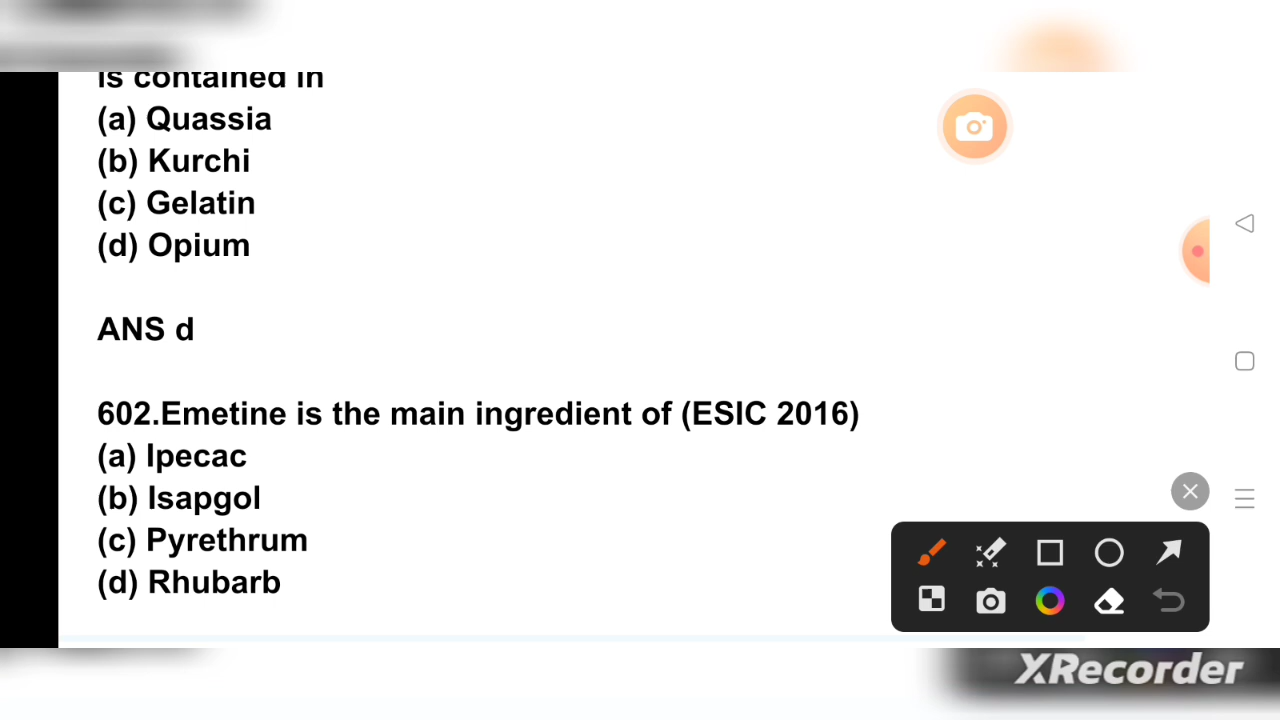 is contained in
(a) Quassia
(b) Kurchi
(c) Gelatin
(d) Opium
ANS d
602.Emetine is the main ingredient of (ESIC 2016)
(a) Ipecac
(b) Isapgol
(c) Pyrethrum
(d) Rhubarb
XRecorder